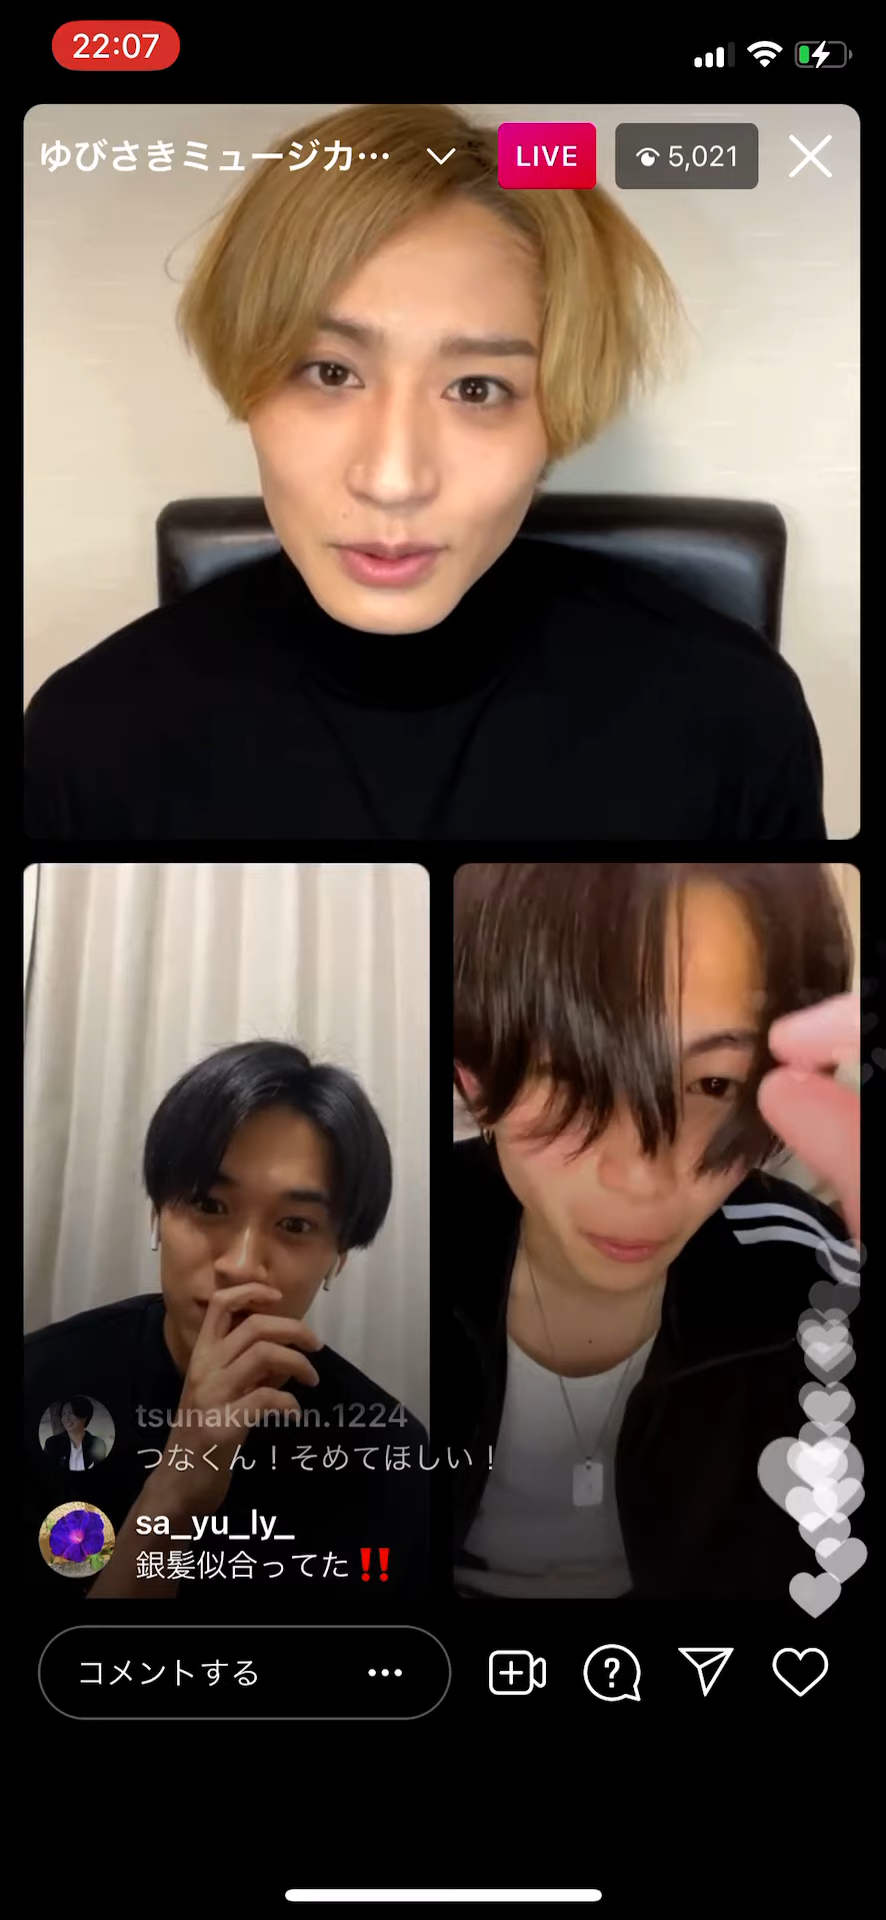 22:07
ゆびさきミュージカ…
LIVE
5,021
tsunakunnn.1224
つなくん！そめてほしい！
sa_yu_ly_
銀髪似合ってた‼️
コメントする